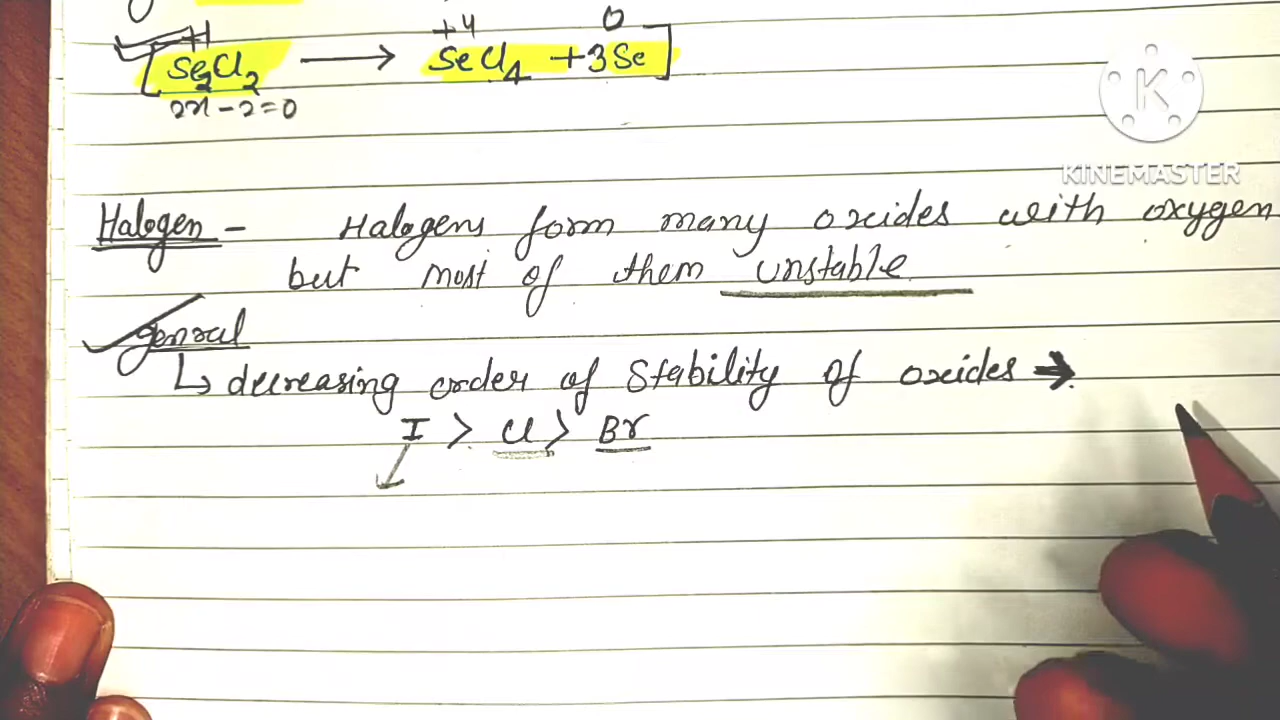 +1
+4
0
Se2Cl2 → SeCl4 + 3Se
2x - 2 = 0
K
KINEMASTER
Halogen - Halogens form many oxides with oxygen
but most of them unstable
genral
↳ decreasing order of stability of oxides →
I > Cl > Br